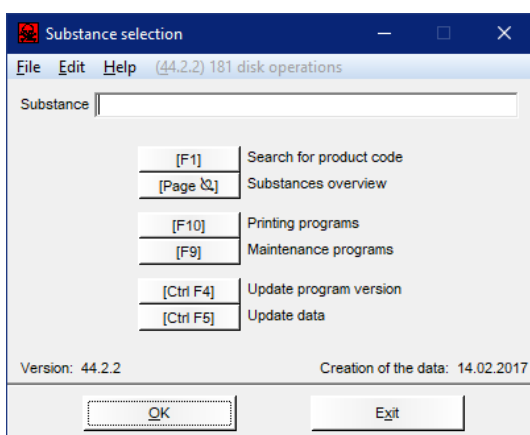 Substance selection
File Edit Help (44.2.2) 181 disk operations
Substance
[F1] Search for product code
[Page ] Substances overview
[F10] Printing programs
[F9] Maintenance programs
[Ctrl F4] Update program version
[Ctrl F5] Update data
Version: 44.2.2 Creation of the data: 14.02.2017
OK Exit